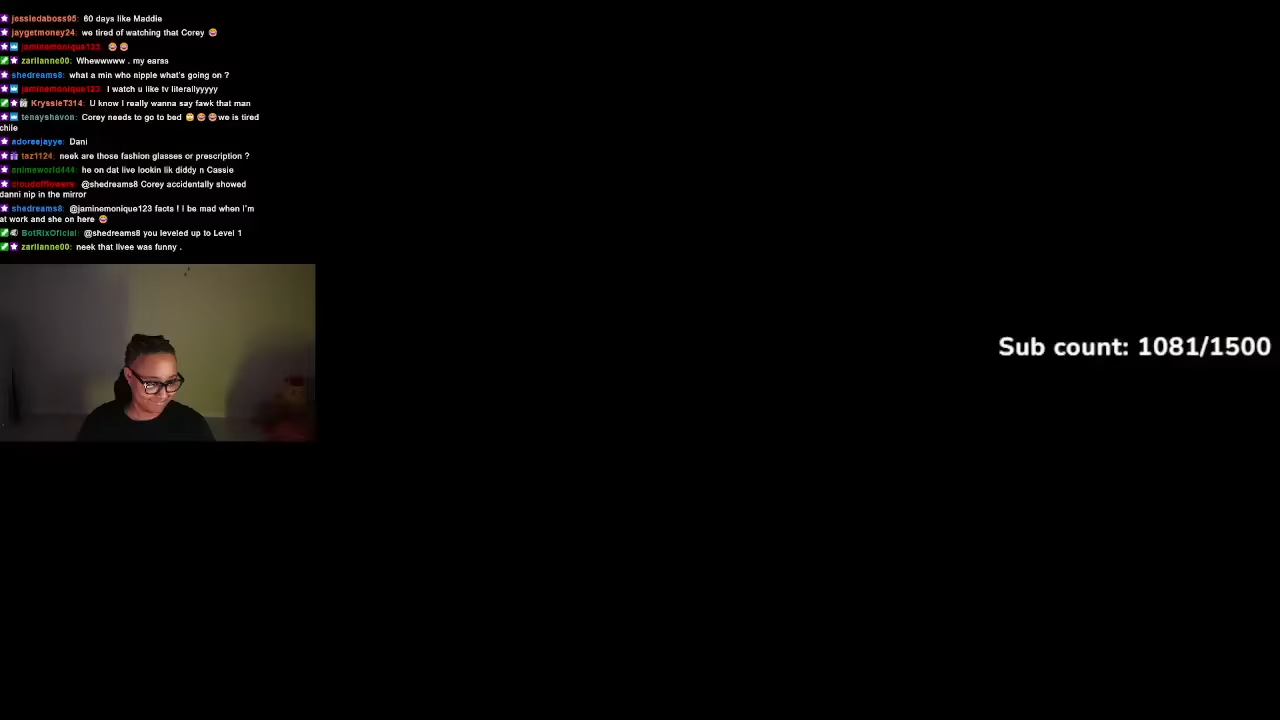 jessiedaboss95: 60 days like Maddie
jaygetmoney24: we tired of watching that Corey 😂
jaminemonique123: 😂 😂
zarilanne00: Whewwwww . my earss
shedreams8: what a min who nipple what's going on ?
jaminemonique123: I watch u like tv literallyyyyy
KryssieT314: U know I really wanna say fawk that man
tenayshavon: Corey needs to go to bed 🙄 😂 😂 we is tired
chile
adoreejayye: Dani
taz1124: neek are those fashion glasses or prescription ?
animeworld444: he on dat live lookin lik diddy n Cassie
cloudofflowers: @shedreams8 Corey accidentally showed
danni nip in the mirror
shedreams8: @jaminemonique123 facts ! I be mad when I'm
at work and she on here 😂
BotRixOficial: @shedreams8 you leveled up to Level 1
zarilanne00: neek that livee was funny .
Sub count: 1081/1500